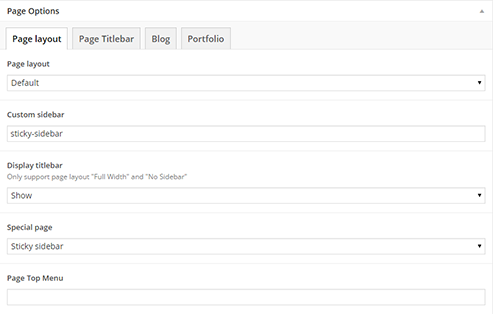 Page Options
Page layout Page Titlebar Blog Portfolio
Page layout
Default
Custom sidebar
sticky-sidebar
Display titlebar
Only support page layout "Full Width" and "No Sidebar"
Show
Special page
Sticky sidebar
Page Top Menu